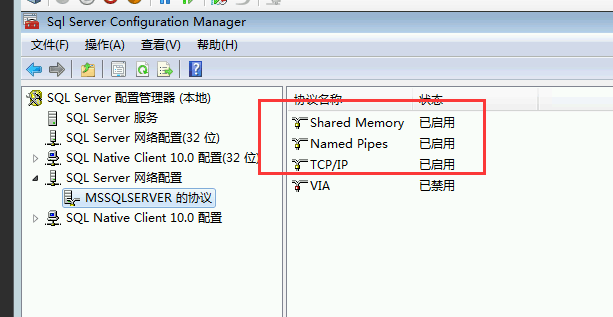 Sql Server Configuration Manager
文件(F) 操作(A) 查看(V) 帮助(H)
SQL Server 配置管理器 (本地)
SQL Server 服务
SQL Server 网络配置(32 位)
SQL Native Client 10.0 配置(32 位)
SQL Server 网络配置
MSSQLSERVER 的协议
SQL Native Client 10.0 配置
协议名称 状态
Shared Memory 已启用
Named Pipes 已启用
TCP/IP 已启用
VIA 已禁用